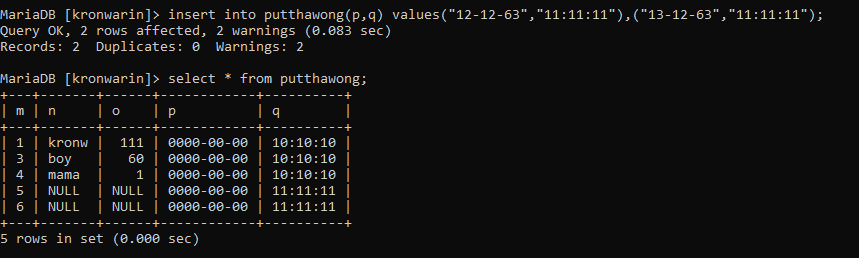 MariaDB [kronwarin]> insert into putthawong(p,q) values("12-12-63","11:11:11"),("13-12-63","11:11:11");
Query OK, 2 rows affected, 2 warnings (0.083 sec)
Records: 2  Duplicates: 0  Warnings: 2

MariaDB [kronwarin]> select * from putthawong;
+---+-------+------+------------+----------+
| m | n     | o    | p          | q        |
+---+-------+------+------------+----------+
| 1 | kronw |  111 | 0000-00-00 | 10:10:10 |
| 3 | boy   |   60 | 0000-00-00 | 10:10:10 |
| 4 | mama  |    1 | 0000-00-00 | 10:10:10 |
| 5 | NULL  | NULL | 0000-00-00 | 11:11:11 |
| 6 | NULL  | NULL | 0000-00-00 | 11:11:11 |
+---+-------+------+------------+----------+
5 rows in set (0.000 sec)